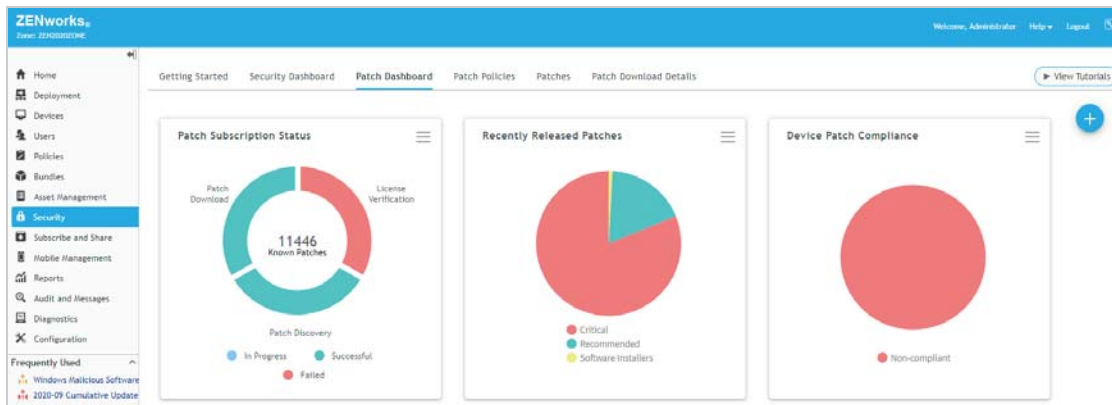 ZENworks®
Zone: ZEN2020ZONE
Welcome, Administrator Help Logout
Home
Deployment
Devices
Users
Policies
Bundles
Asset Management
Security
Subscribe and Share
Mobile Management
Reports
Audit and Messages
Diagnostics
Configuration
Frequently Used
Windows Malicious Software
2020-09 Cumulative Update
Getting Started Security Dashboard Patch Dashboard Patch Policies Patches Patch Download Details
View Tutorials
Patch Subscription Status
Patch
Download
License
Verification
11446
Known Patches
Patch Discovery
In Progress Successful
Failed
Recently Released Patches
Critical
Recommended
Software Installers
Device Patch Compliance
Non-compliant